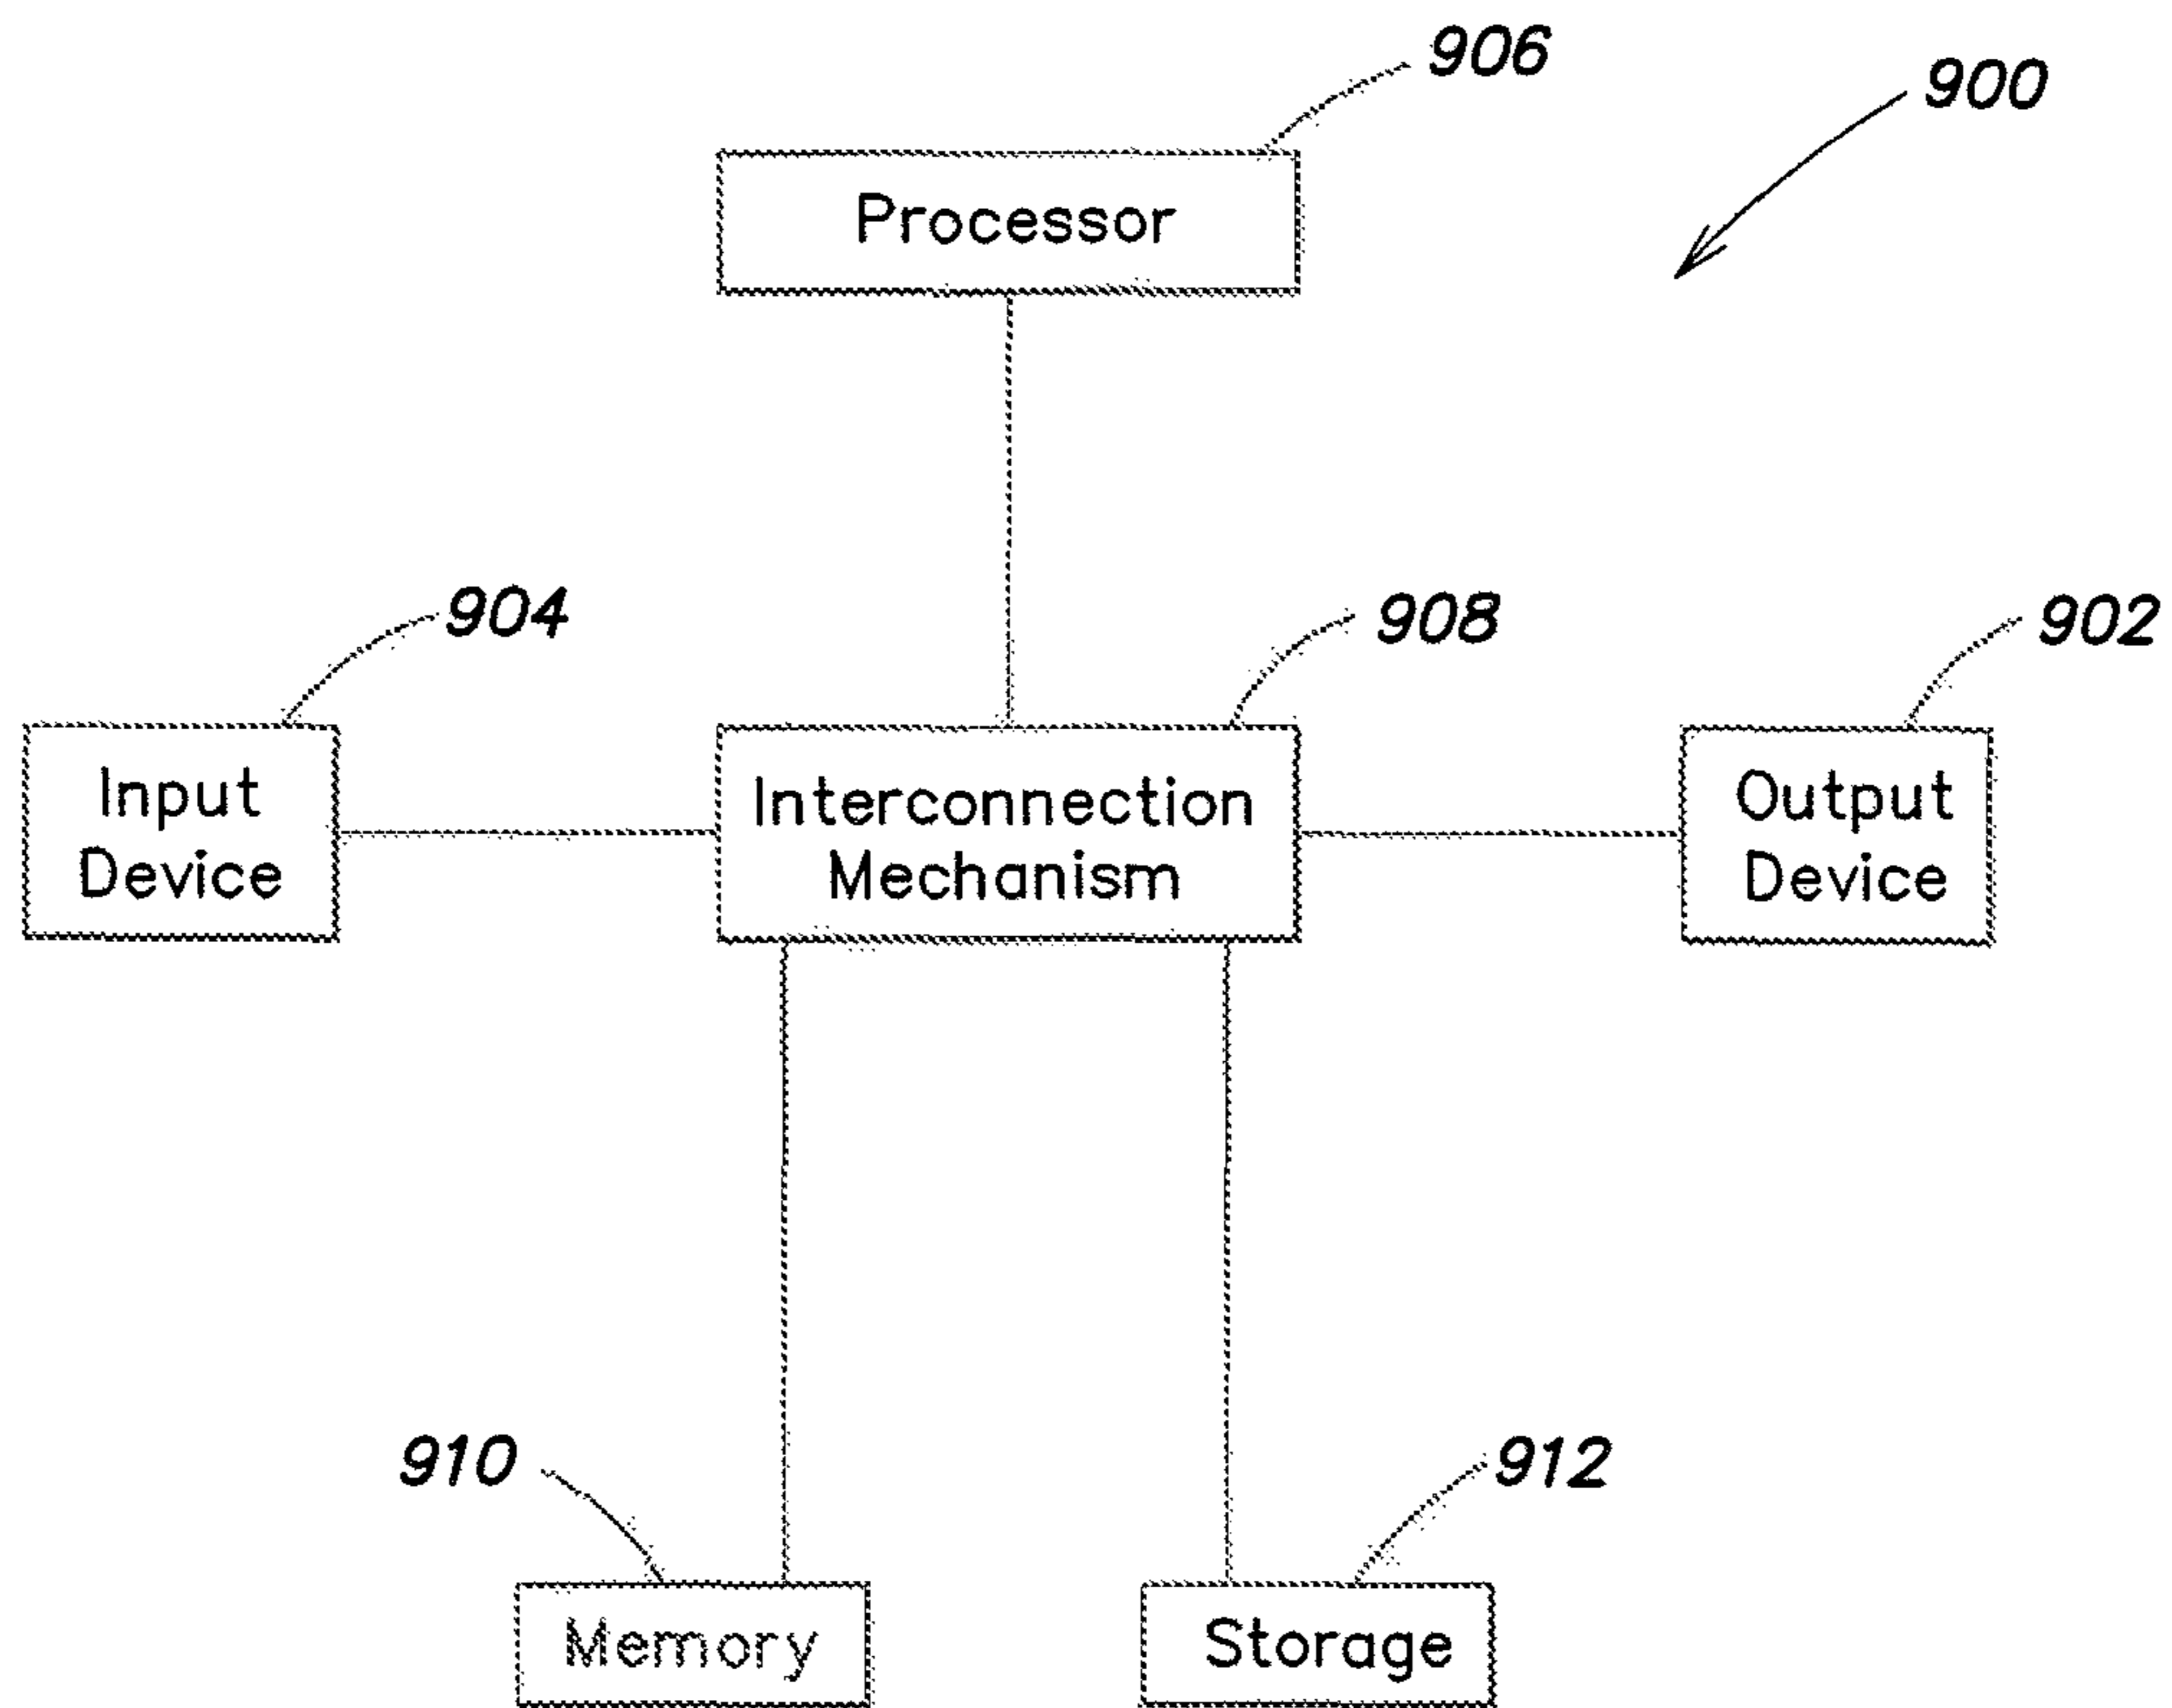 906
900
Processor
904
908
902
Input
Device
Interconnection
Mechanism
Output
Device
910
912
Memory
Storage